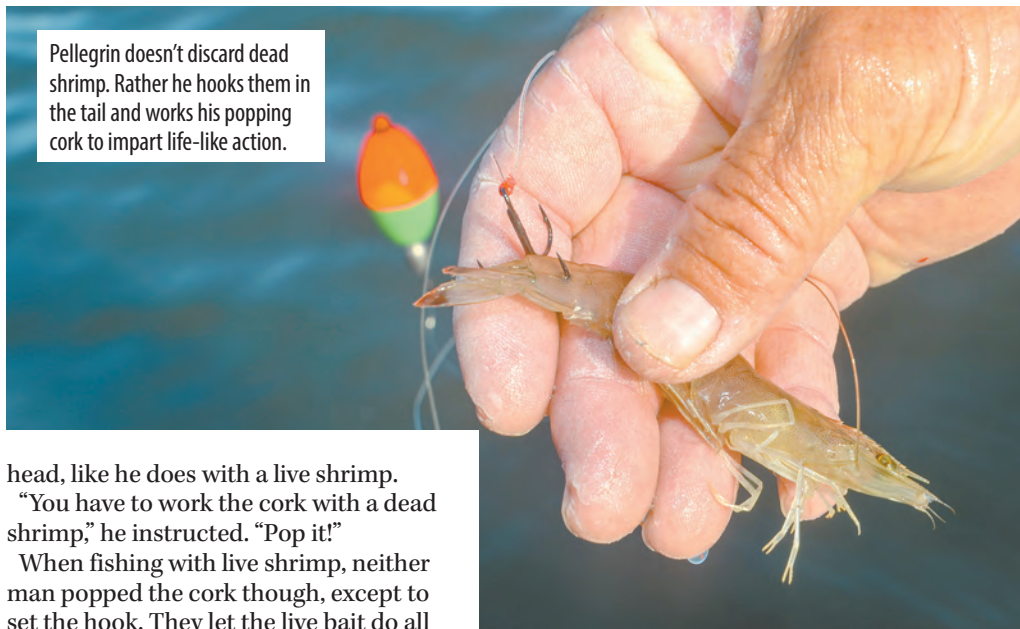 Pellegrin doesn't discard dead
shrimp. Rather he hooks them in
the tail and works his popping
cork to impart life-like action.
head, like he does with a live shrimp.
“You have to work the cork with a dead
shrimp,” he instructed. “Pop it!”
When fishing with live shrimp, neither
man popped the cork though, except to
set the hook. They let the live bait do all